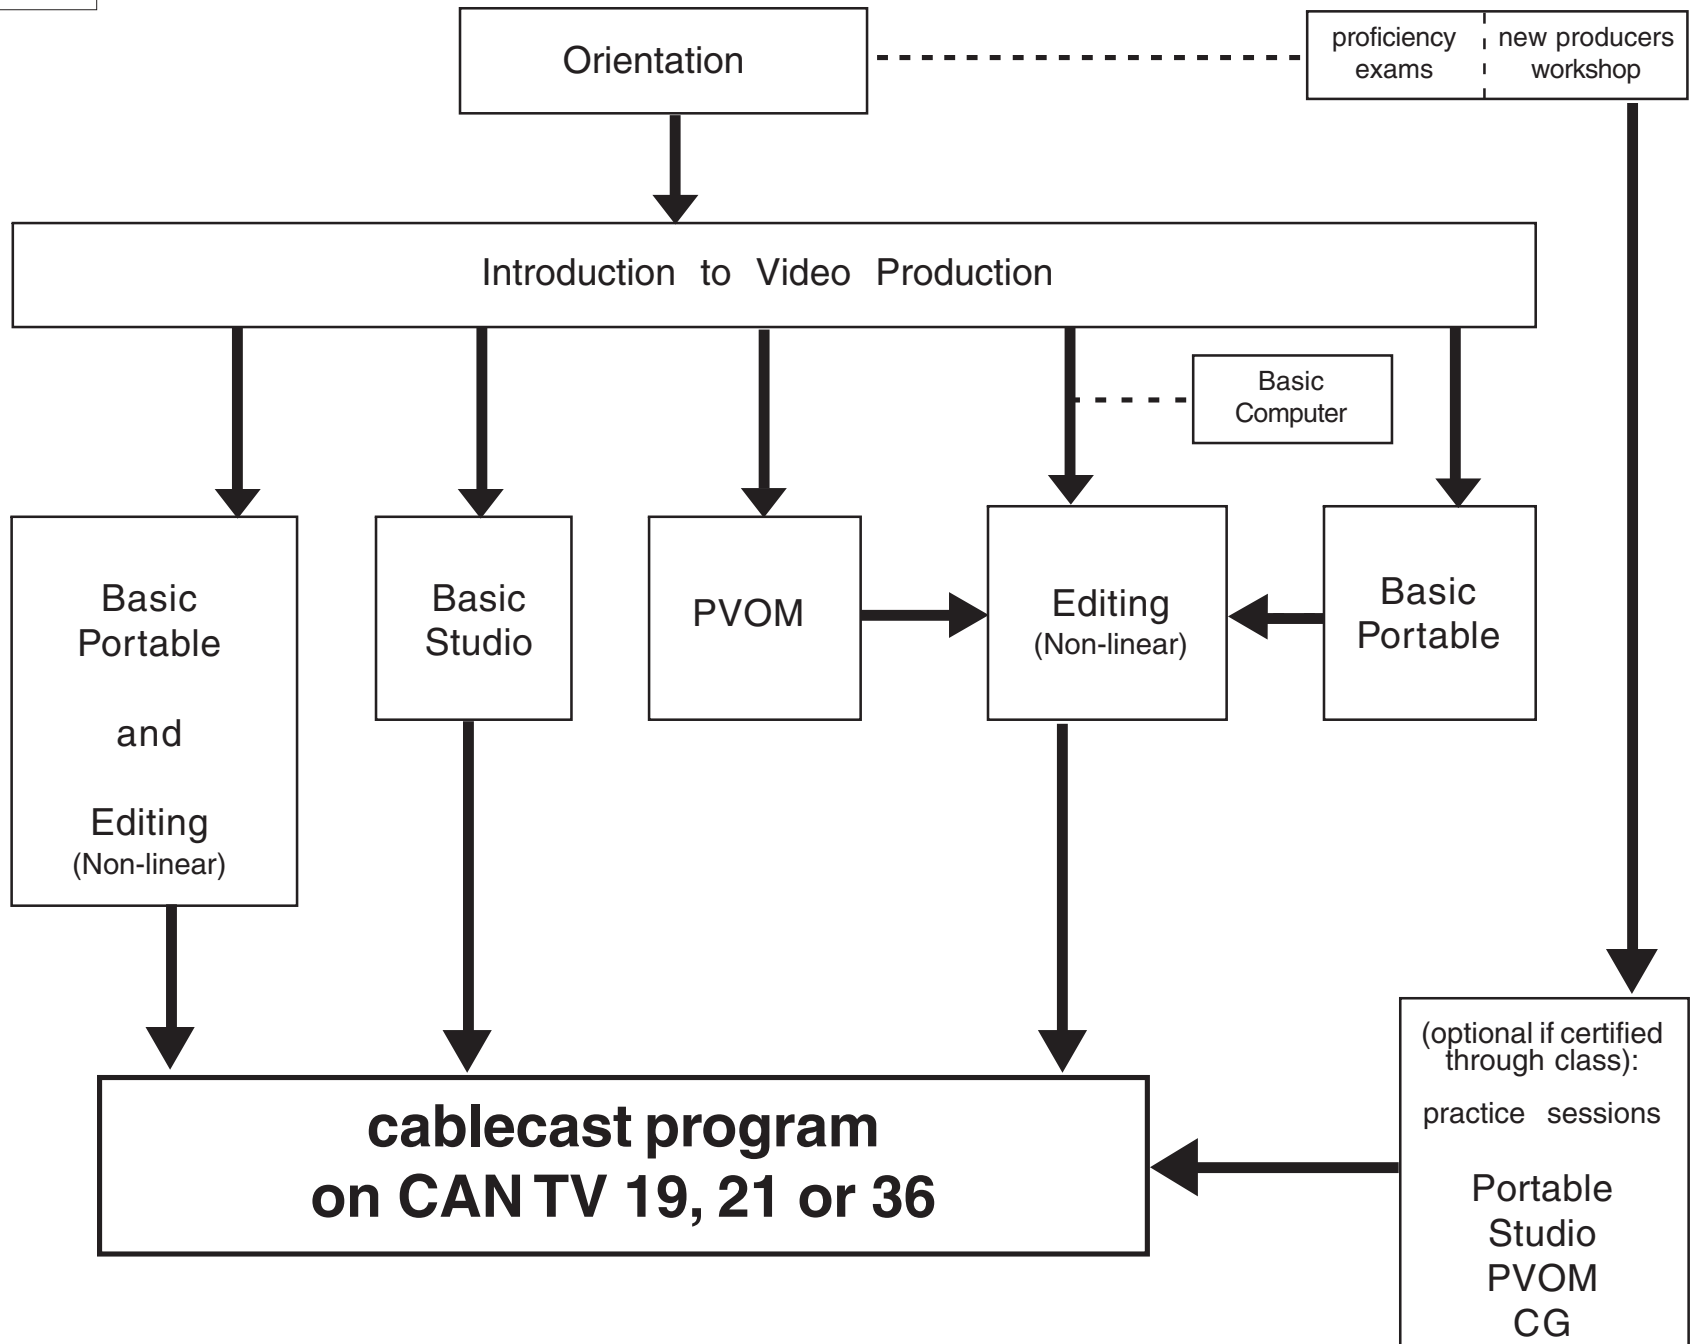 Orientation
proficiency
exams
new producers
workshop
Introduction to Video Production
Basic
Computer
Basic
Portable
and
Editing
(Non-linear)
Basic
Studio
PVOM
Editing
(Non-linear)
Basic
Portable
cablecast program
on CAN TV 19, 21 or 36
(optional if certified
through class):
practice sessions
Portable
Studio
PVOM
CG